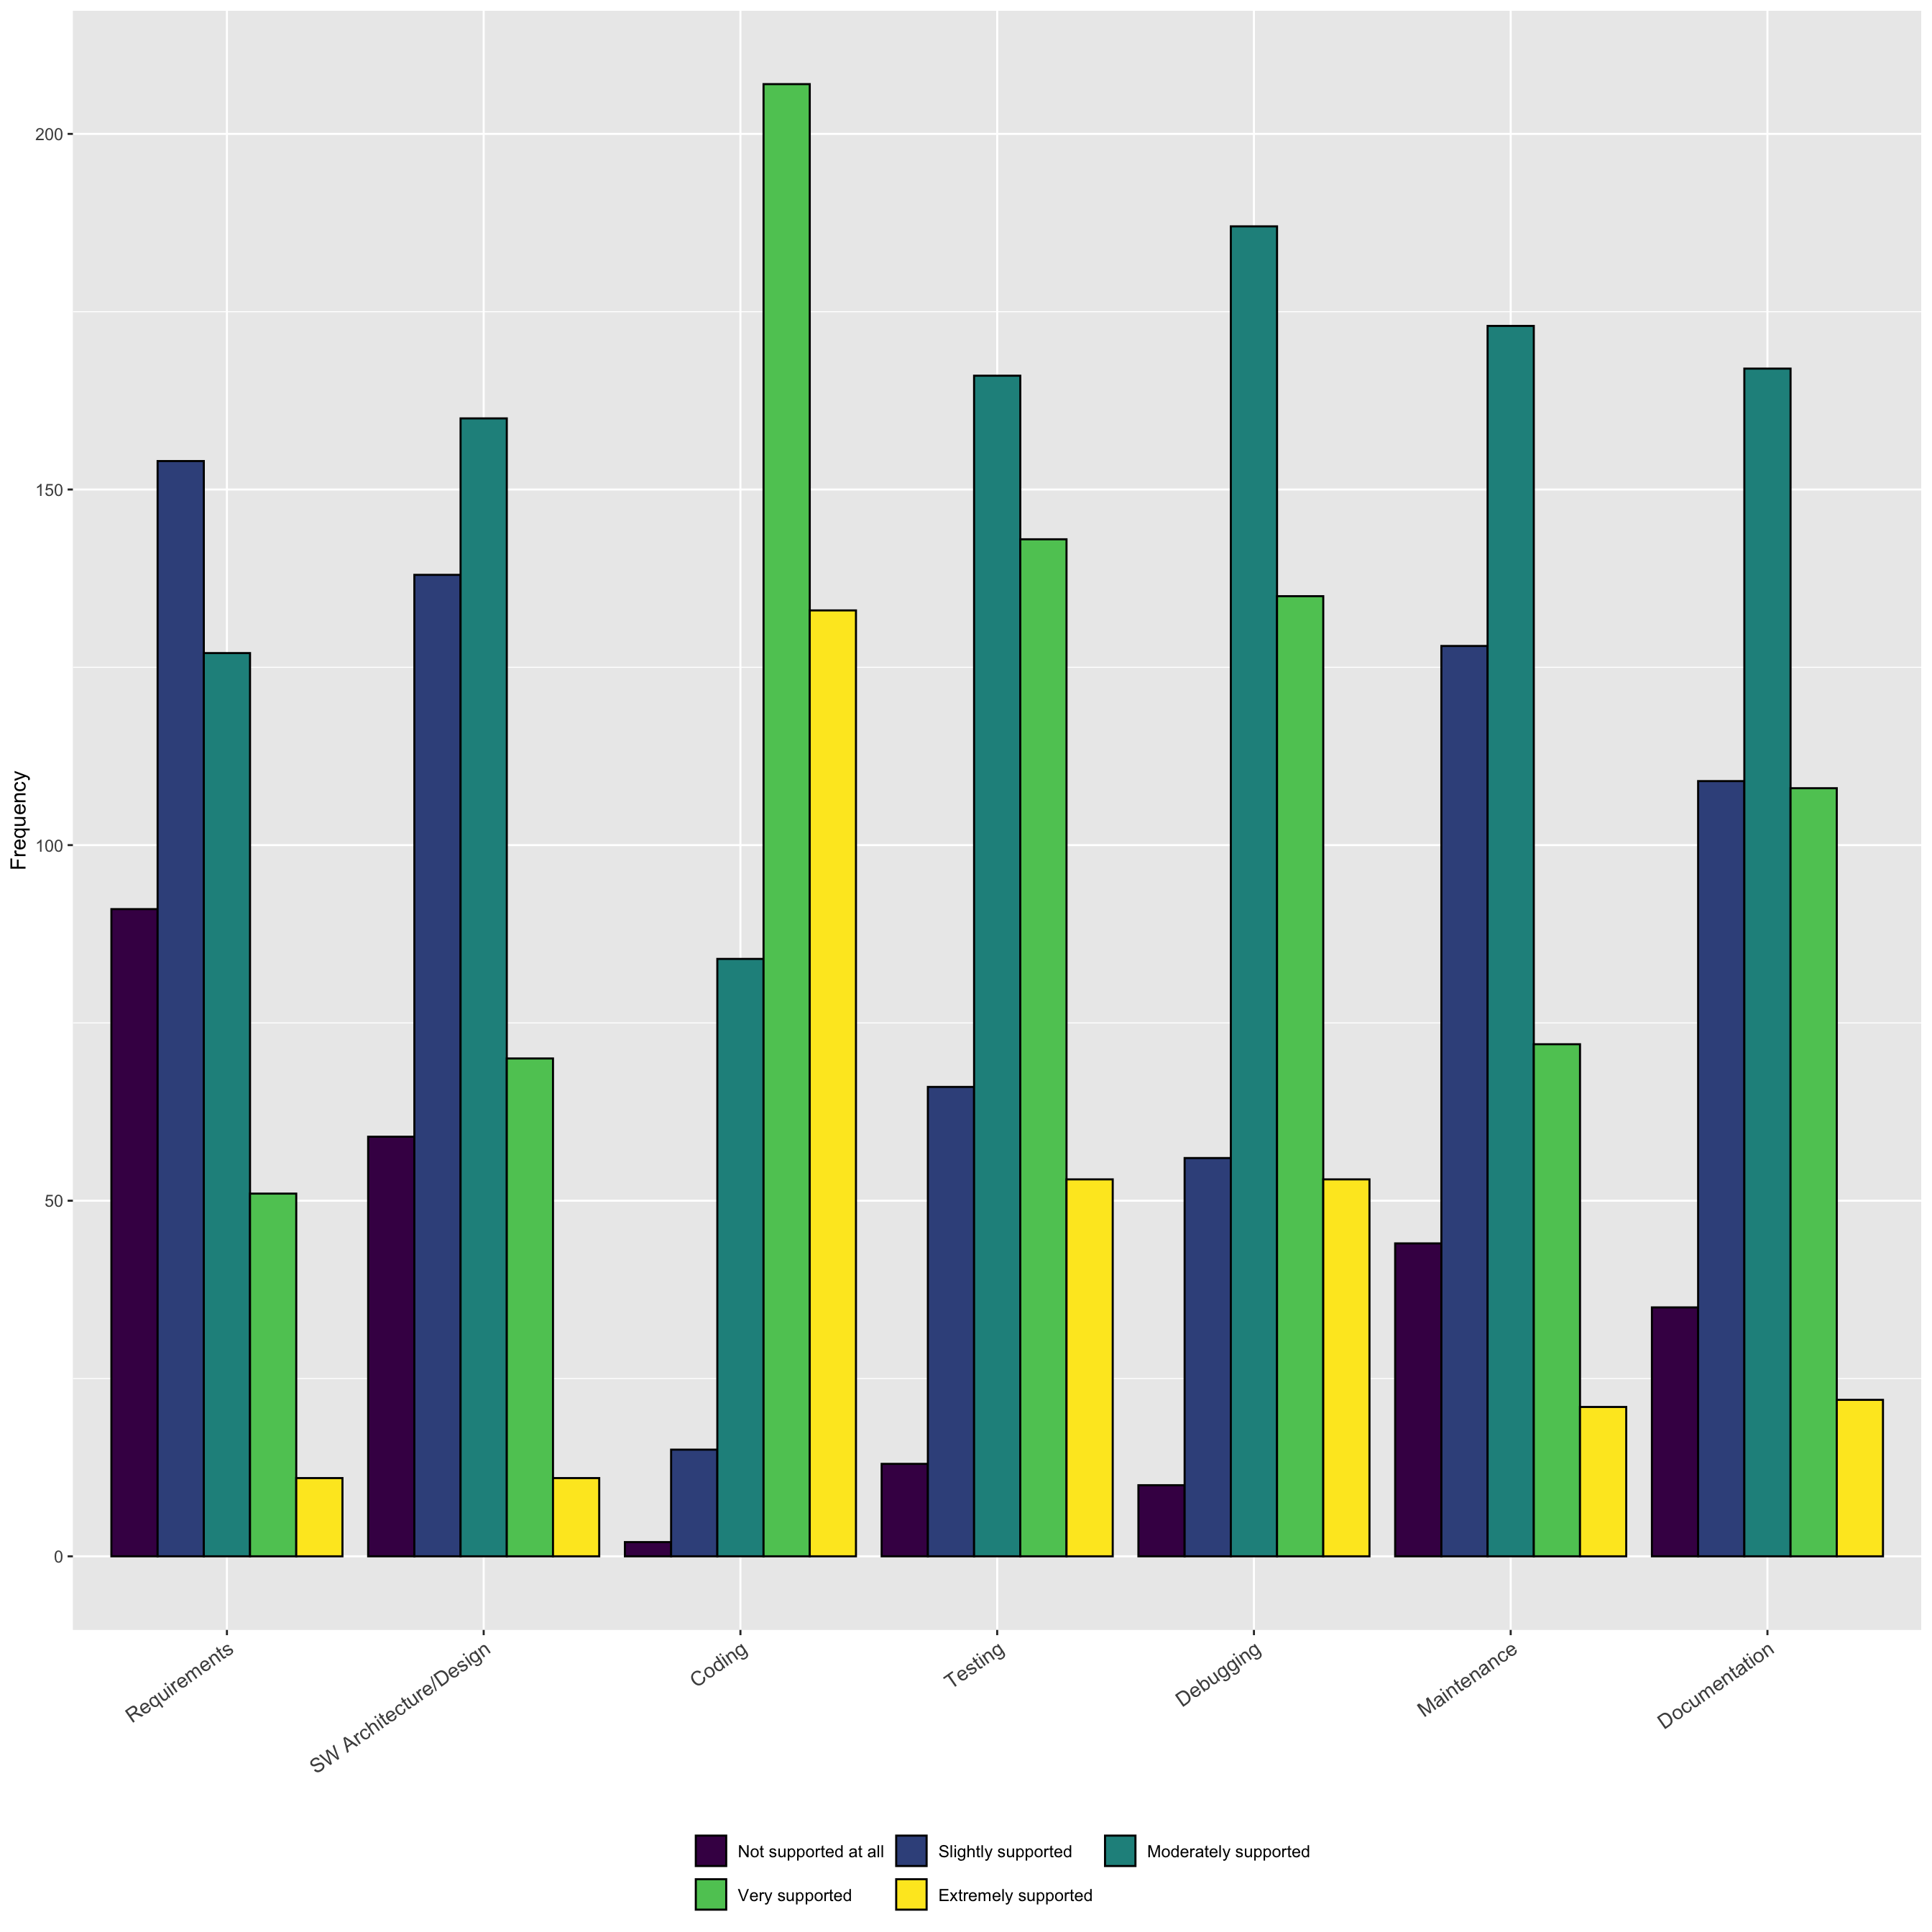 Frequency
200
150
100
50
0
Requirements
SW Architecture/Design
Coding
Testing
Debugging
Maintenance
Documentation
Not supported at all
Slightly supported
Moderately supported
Very supported
Extremely supported